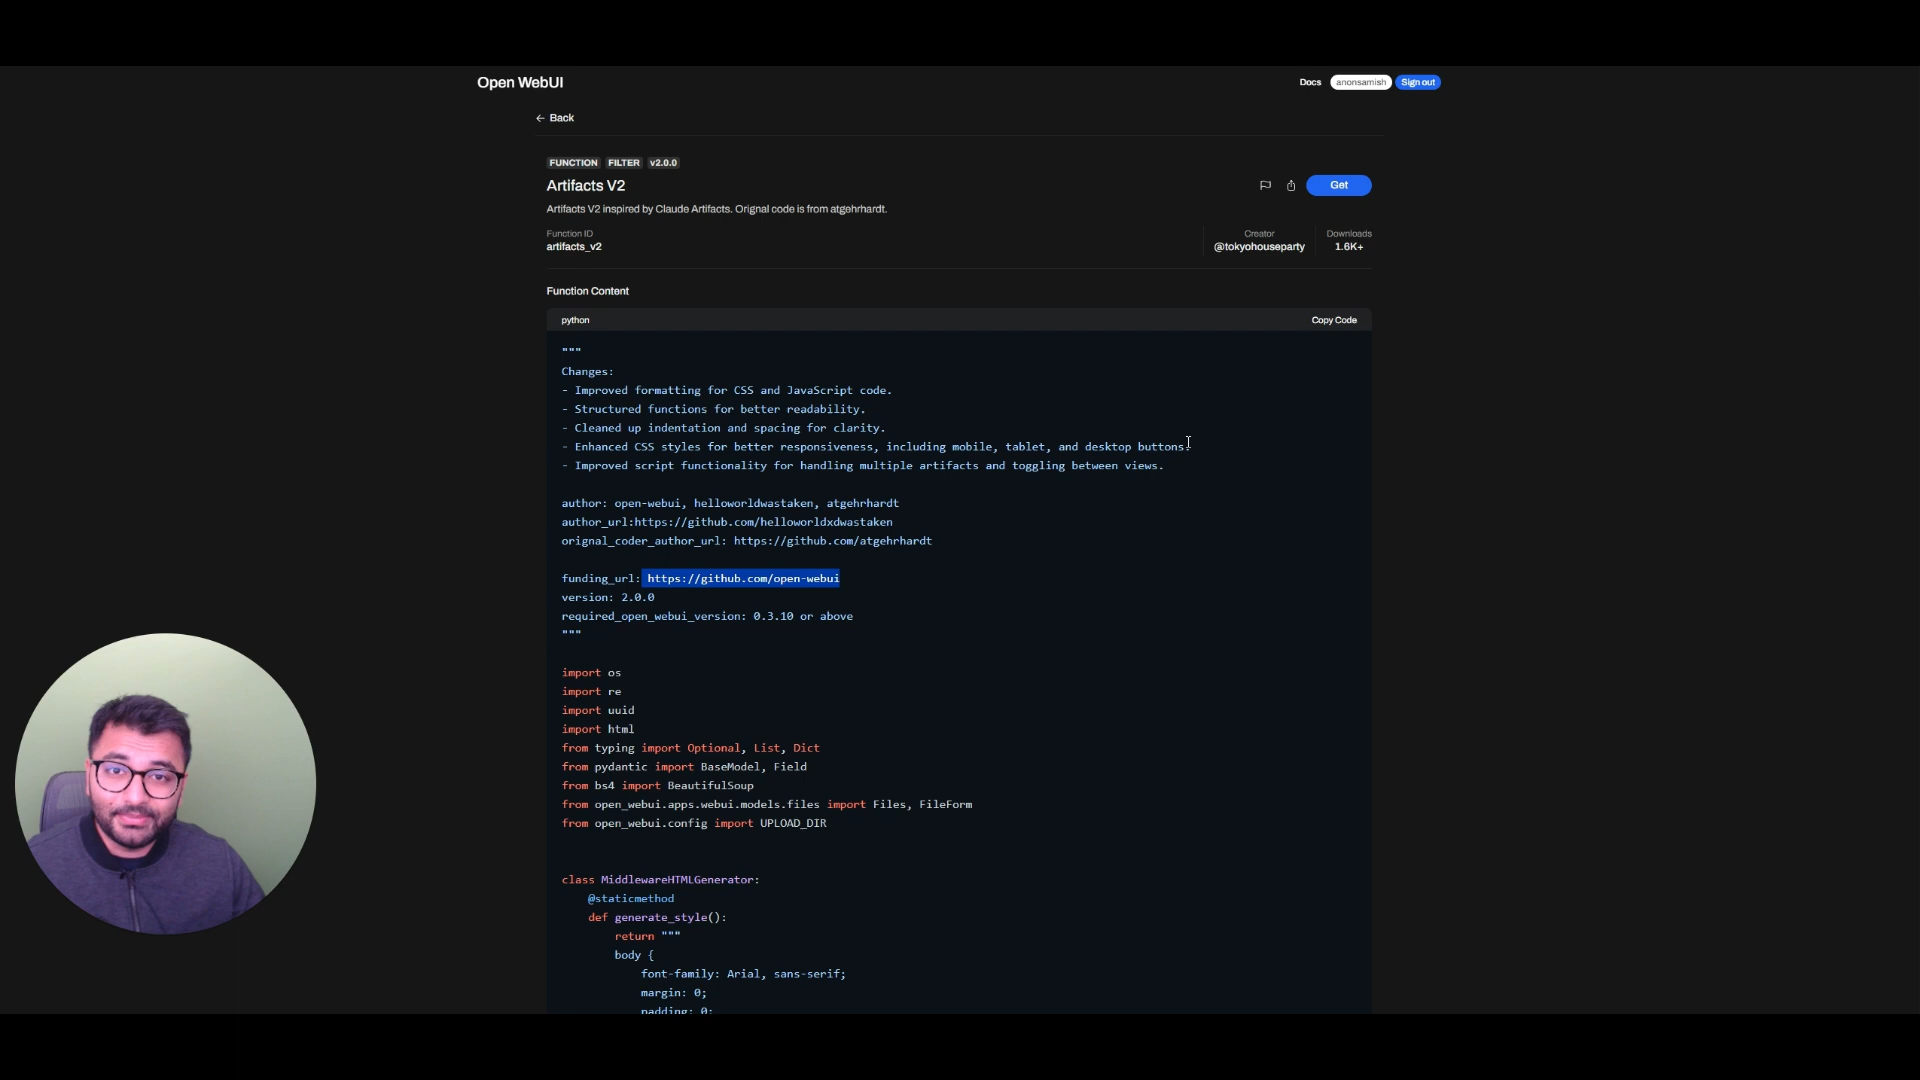 Open WebUI
Docs anonsamish Sign out
← Back
FUNCTION FILTER v2.0.0
Artifacts V2
Get
Artifacts V2 inspired by Claude Artifacts. Orignal code is from atgehrhardt.
Function ID
artifacts_v2
Creator
@tokyohouseparty
Downloads
1.6K+
Function Content
python
Copy Code
"""
Changes:
- Improved formatting for CSS and JavaScript code.
- Structured functions for better readability.
- Cleaned up indentation and spacing for clarity.
- Enhanced CSS styles for better responsiveness, including mobile, tablet, and desktop buttons.
- Improved script functionality for handling multiple artifacts and toggling between views.
author: open-webui, helloworldwastaken, atgehrhardt
author_url:https://github.com/helloworldxdwastaken
orignal_coder_author_url: https://github.com/atgehrhardt
funding_url: https://github.com/open-webui
version: 2.0.0
required_open_webui_version: 0.3.10 or above
"""
import os
import re
import uuid
import html
from typing import Optional, List, Dict
from pydantic import BaseModel, Field
from bs4 import BeautifulSoup
from open_webui.apps.webui.models.files import Files, FileForm
from open_webui.config import UPLOAD_DIR
class MiddlewareHTMLGenerator:
@staticmethod
def generate_style():
return """
body {
font-family: Arial, sans-serif;
margin: 0;
padding: 0;